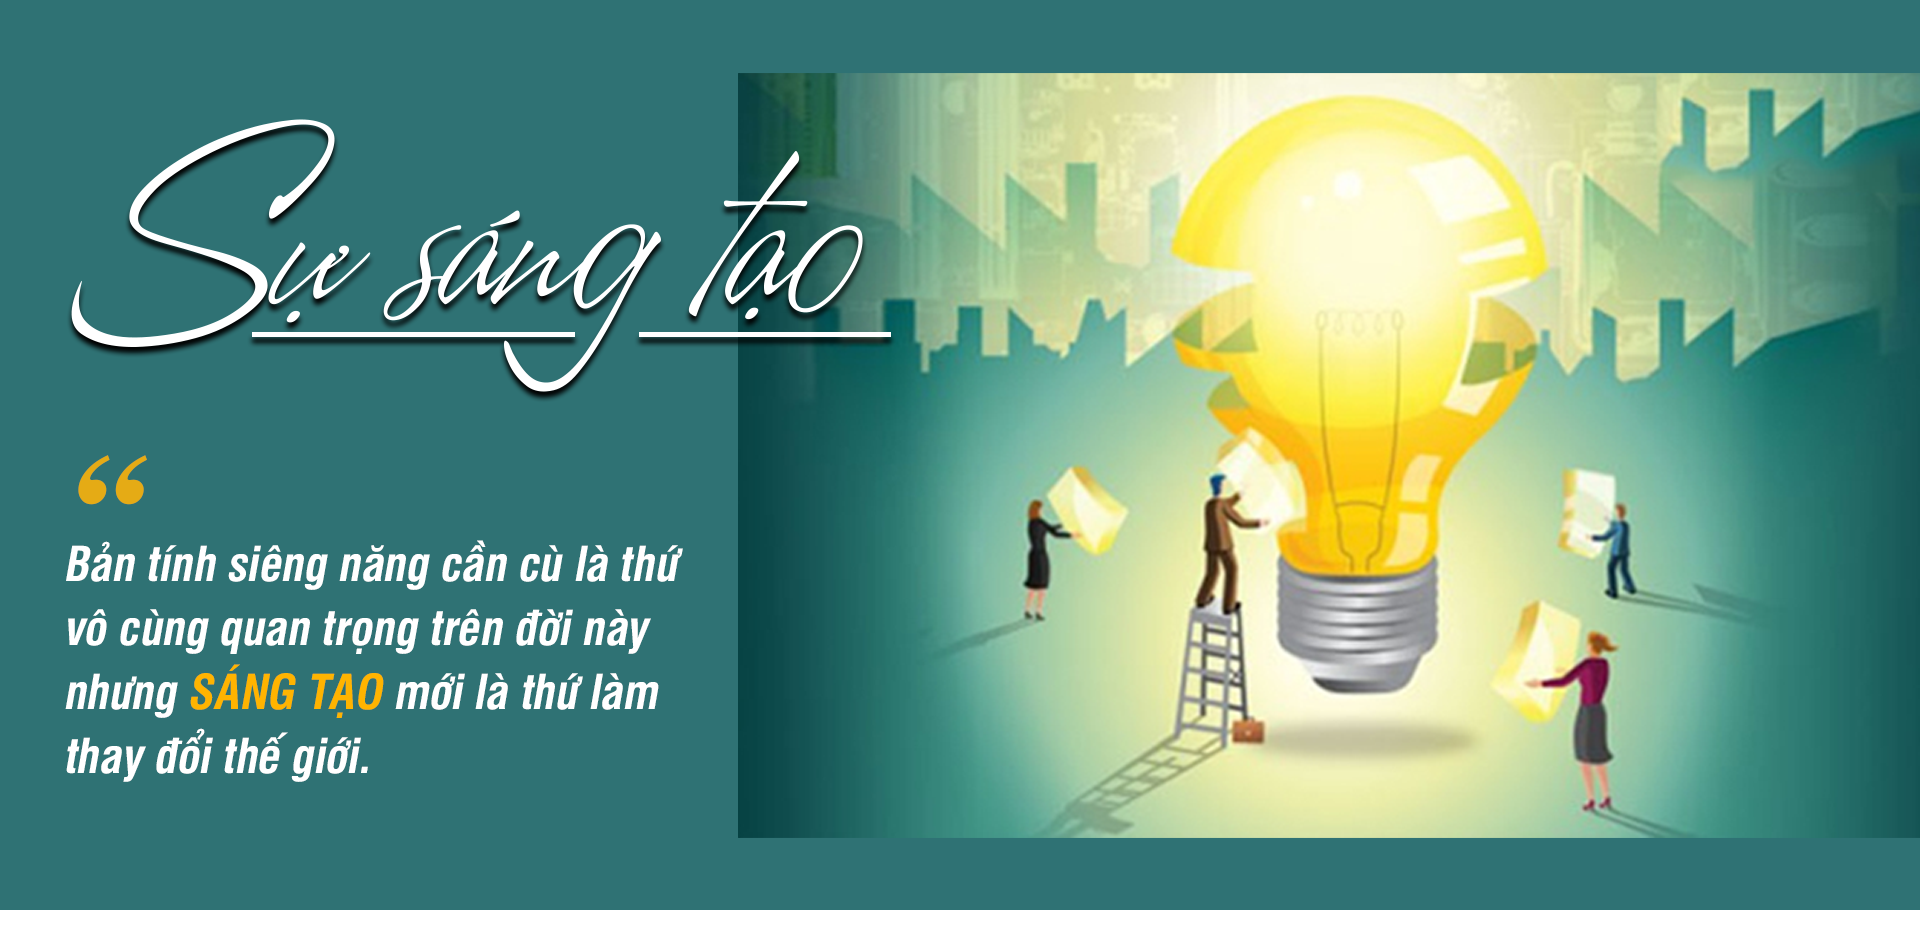 Sự sáng tạo
“
Bản tính siêng năng cần cù là thứ
vô cùng quan trọng trên đời này
nhưng SÁNG TẠO mới là thứ làm
thay đổi thế giới.